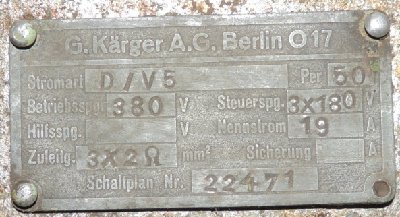 G. Kärger A.G. Berlin O 17
Stromart D/V5 Per 50
Betriebsspg. 380 V Steuerspg. 3X180 V
Hilfsspg. V Nennstrom 19 A
Zuleitg. 3X2Ω mm² Sicherung A
Schaltplan Nr. 22471